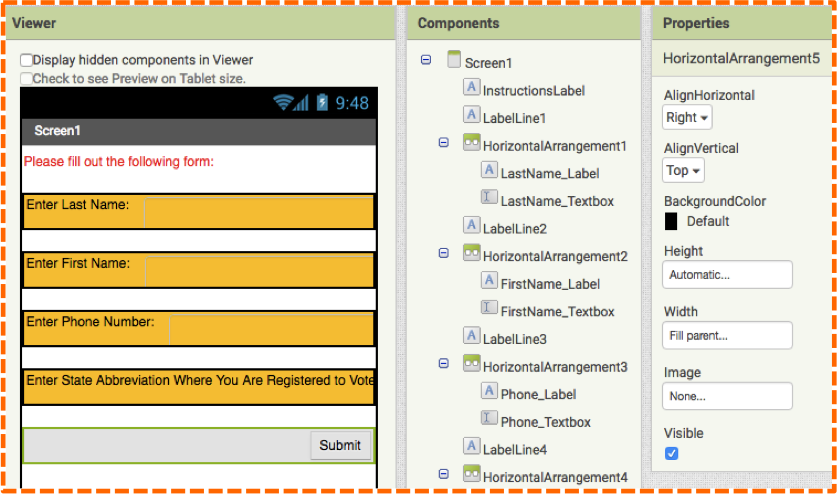 Viewer
Display hidden components in Viewer
Check to see Preview on Tablet size.
9:48
Screen1
Please fill out the following form:
Enter Last Name:
Enter First Name:
Enter Phone Number:
Enter State Abbreviation Where You Are Registered to Vote
Submit
Components
Screen1
A InstructionsLabel
A LabelLine1
HorizontalArrangement1
A LastName_Label
LastName_Textbox
A LabelLine2
HorizontalArrangement2
A FirstName_Label
FirstName_Textbox
A LabelLine3
HorizontalArrangement3
A Phone_Label
Phone_Textbox
A LabelLine4
HorizontalArrangement4
Properties
HorizontalArrangement5
AlignHorizontal
Right
AlignVertical
Top
BackgroundColor
Default
Height
Automatic...
Width
Fill parent...
Image
None...
Visible